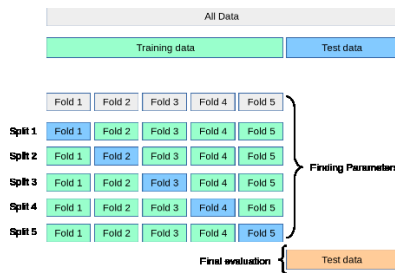 All Data
Training data Test data
Fold 1 Fold 2 Fold 3 Fold 4 Fold 5
Split 1 Fold 1 Fold 2 Fold 3 Fold 4 Fold 5
Split 2 Fold 1 Fold 2 Fold 3 Fold 4 Fold 5
Finding Parameters
Split 3 Fold 1 Fold 2 Fold 3 Fold 4 Fold 5
Split 4 Fold 1 Fold 2 Fold 3 Fold 4 Fold 5
Split 5 Fold 1 Fold 2 Fold 3 Fold 4 Fold 5
Final evaluation Test data